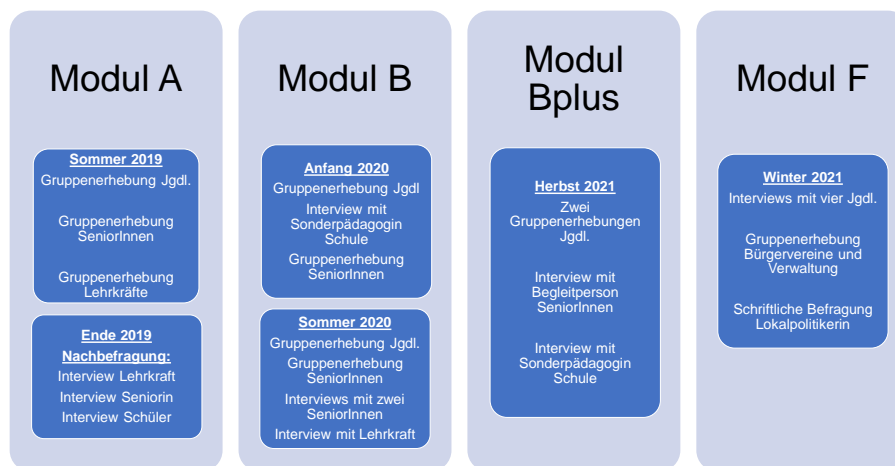 Modul A
Sommer 2019
Gruppenerhebung Jgdl.
Gruppenerhebung
SeniorInnen
Gruppenerhebung
Lehrkräfte
Ende 2019
Nachbefragung:
Interview Lehrkraft
Interview Seniorin
Interview Schüler
Modul B
Anfang 2020
Gruppenerhebung Jgdl
Interview mit
Sonderpädagogin
Schule
Gruppenerhebung
SeniorInnen
Sommer 2020
Gruppenerhebung Jgdl.
Gruppenerhebung
SeniorInnen
Interviews mit zwei
SeniorInnen
Interview mit Lehrkraft
Modul
Bplus
Herbst 2021
Zwei
Gruppenerhebungen
Jgdl.
Interview mit
Begleitperson
SeniorInnen
Interview mit
Sonderpädagogin
Schule
Modul F
Winter 2021
Interviews mit vier Jgdl.
Gruppenerhebung
Bürgervereine und
Verwaltung
Schriftliche Befragung
Lokalpolitikerin